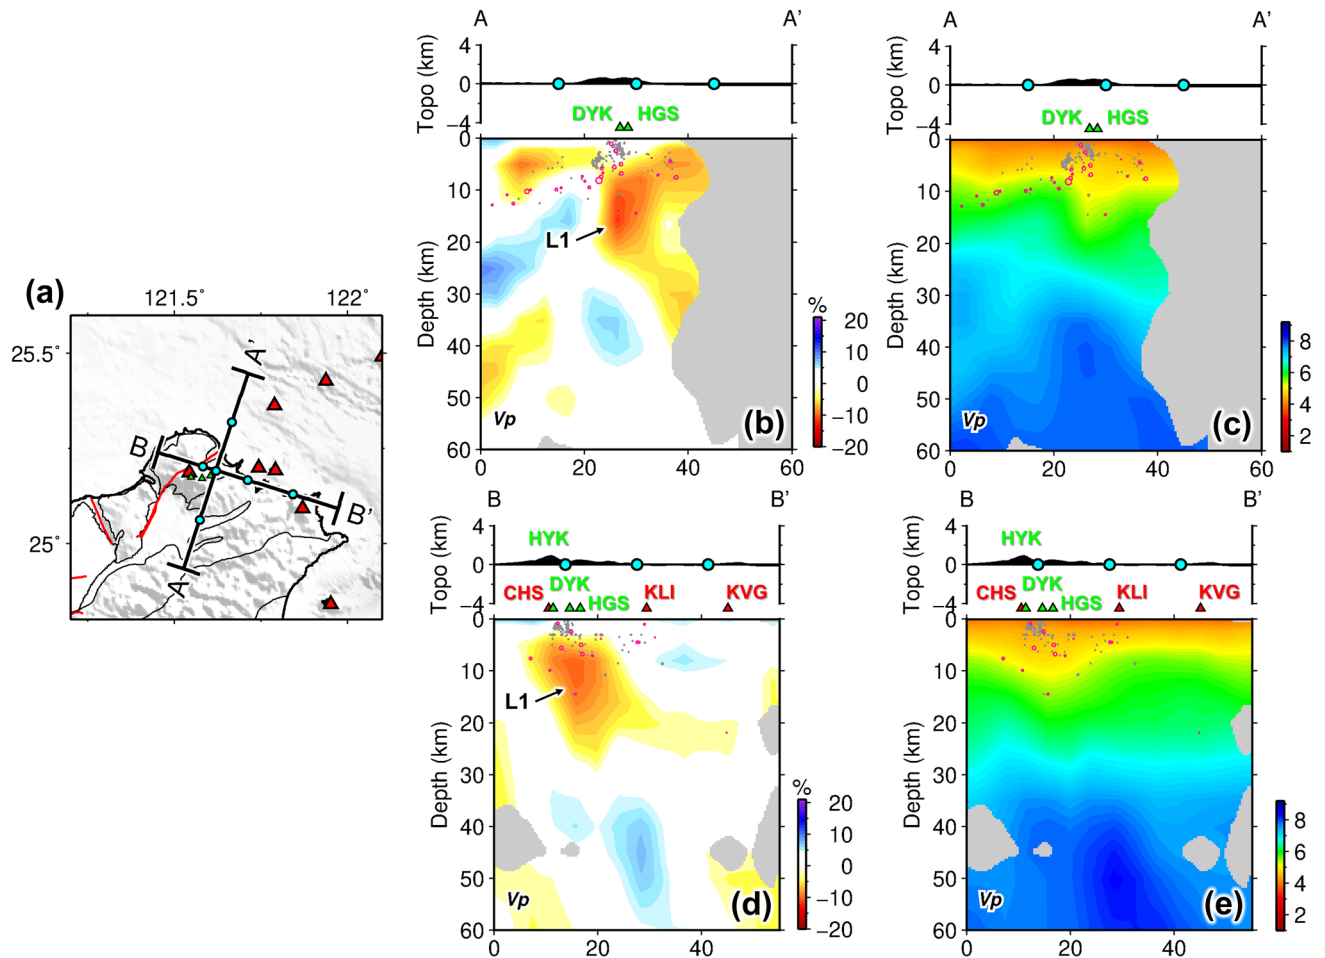 (a)
121.5° 122°
25.5°
25°
A'
B
B'
A
A A'
Topo (km)
4
0
−4
DYK HGS
0
10
20
30
40
50
60
Depth (km)
L1
Vp
(b)
0 20 40 60
%
20
10
0
−10
−20
A A'
Topo (km)
4
0
−4
DYK HGS
0
10
20
30
40
50
60
Depth (km)
Vp
(c)
0 20 40 60
8
6
4
2
B B'
Topo (km)
4
0
−4
HYK
CHS DYK HGS KLI KVG
0
10
20
30
40
50
60
Depth (km)
L1
Vp
(d)
0 20 40
%
20
10
0
−10
−20
B B'
Topo (km)
4
0
−4
HYK
CHS DYK HGS KLI KVG
0
10
20
30
40
50
60
Depth (km)
Vp
(e)
0 20 40
8
6
4
2